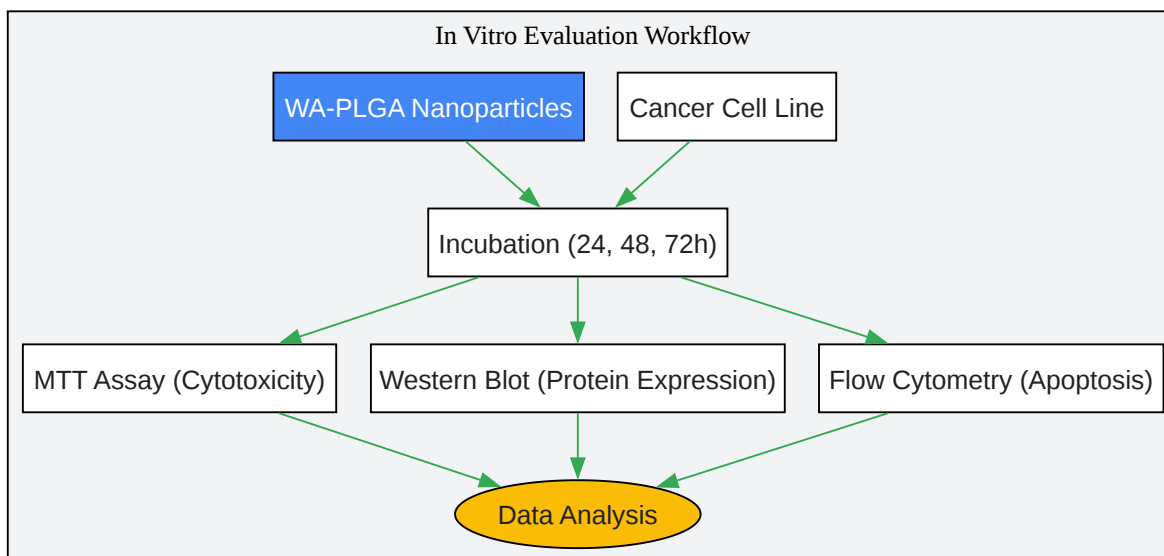 In Vitro Evaluation Workflow
WA-PLGA Nanoparticles
Cancer Cell Line
Incubation (24, 48, 72h)
MTT Assay (Cytotoxicity)
Western Blot (Protein Expression)
Flow Cytometry (Apoptosis)
Data Analysis